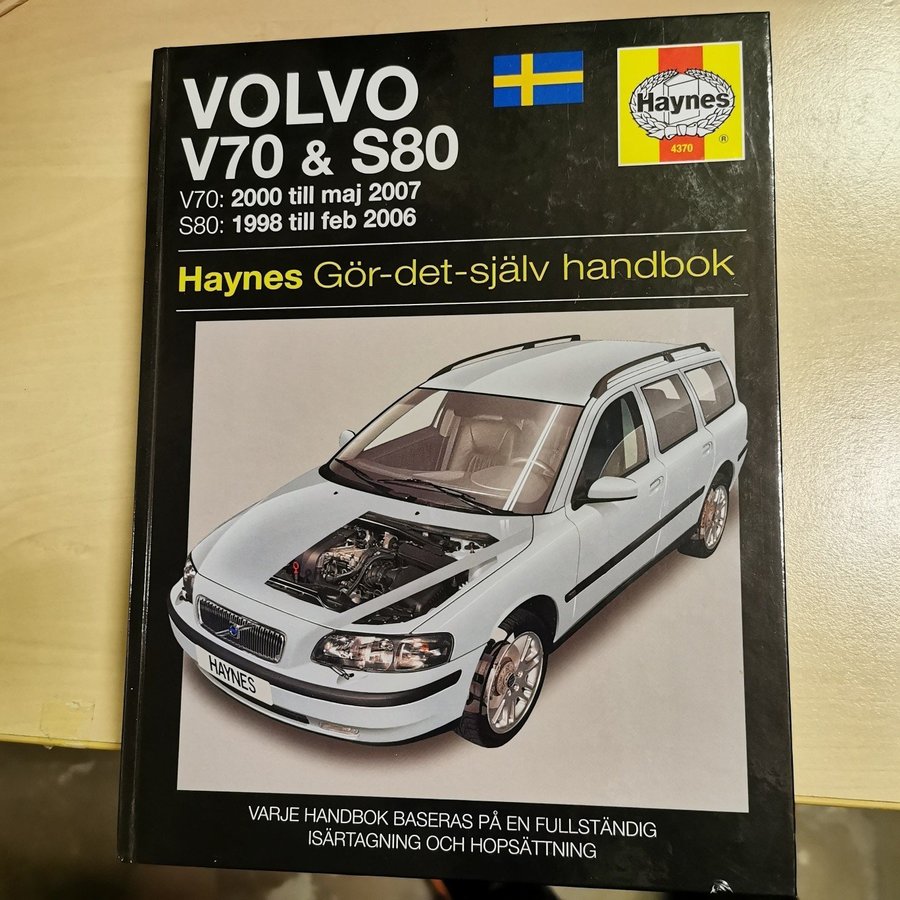 VOLVO
V70 & S80
V70: 2000 till maj 2007
S80: 1998 till feb 2006
Haynes
®
4370
Haynes Gör-det-själv handbok
HAYNES
VARJE HANDBOK BASERAS PÅ EN FULLSTÄNDIG
ISÄRTAGNING OCH HOPSÄTTNING